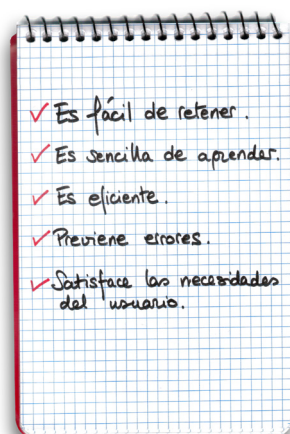 Es fácil de retener.
Es sencilla de aprender.
Es eficiente.
Previene errores.
Satisface las necesidades
del usuario.